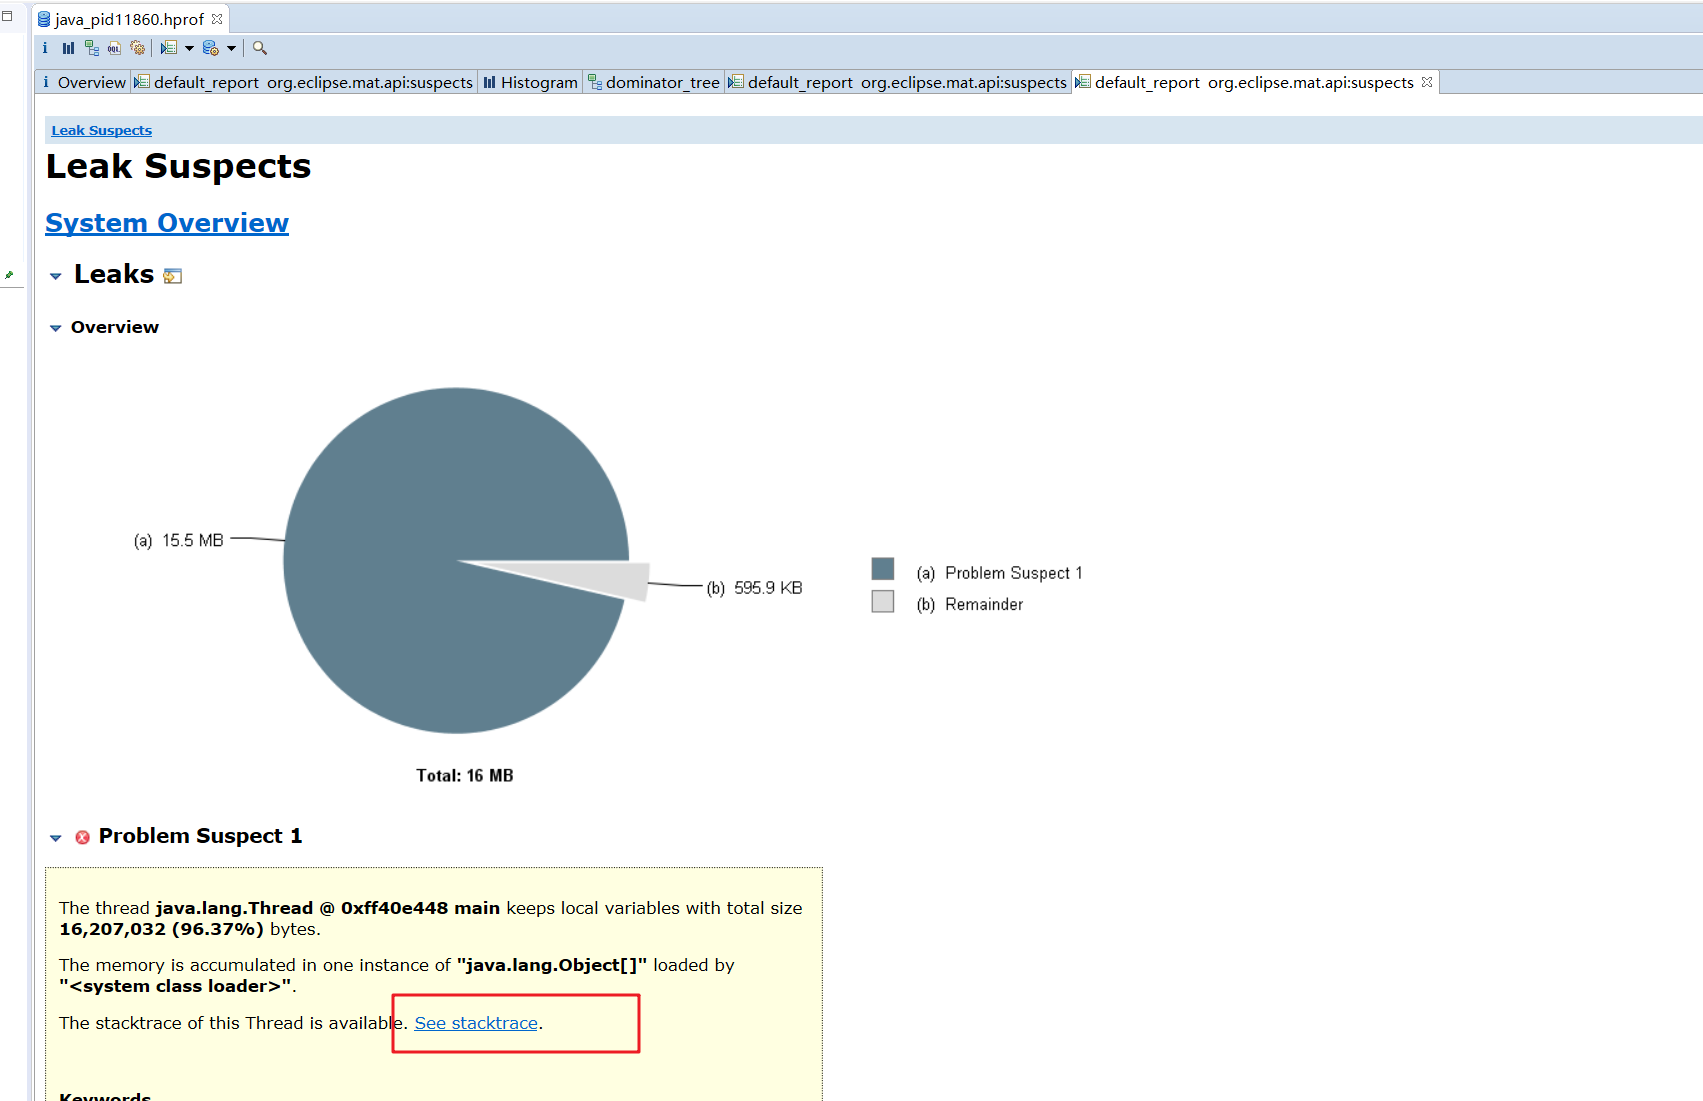 java_pid11860.hprof
i Overview default_report org.eclipse.mat.api:suspects Histogram dominator_tree default_report org.eclipse.mat.api:suspects default_report org.eclipse.mat.api:suspects
Leak Suspects
Leak Suspects
System Overview
Leaks
Overview
(a) 15.5 MB
(b) 595.9 KB
(a) Problem Suspect 1
(b) Remainder
Total: 16 MB
Problem Suspect 1
The thread java.lang.Thread @ 0xff40e448 main keeps local variables with total size
16,207,032 (96.37%) bytes.
The memory is accumulated in one instance of "java.lang.Object[]" loaded by
"<system class loader>".
The stacktrace of this Thread is available. See stacktrace.
Keywords